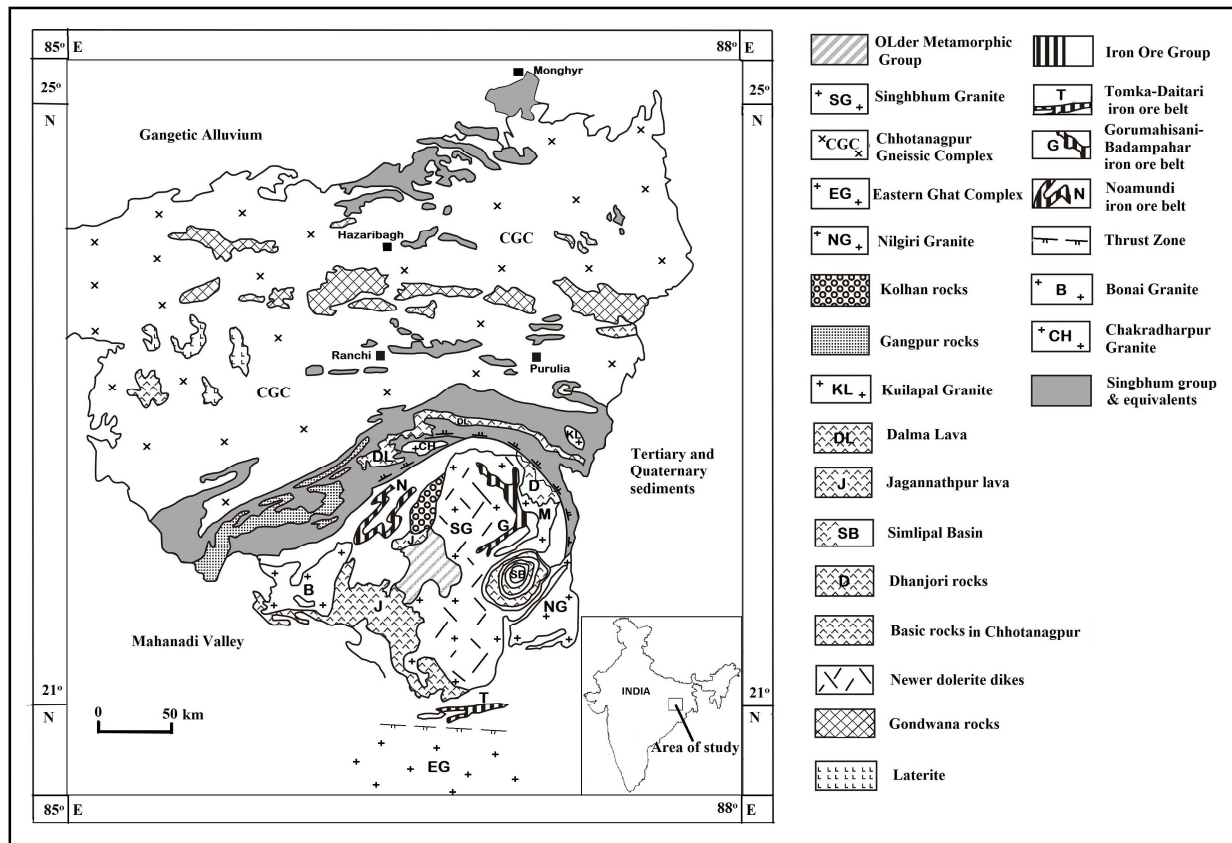 85° E
88° E
25°
N
25°
N
Monghyr
Gangetic Alluvium
Hazaribagh
CGC
Ranchi
Purulia
CGC
DL
KL
DL
CH
Tertiary and
Quaternary
sediments
N
D
SG
G
M
J
SB
B
J
NG
Mahanadi Valley
21°
N
21°
N
T
0 50 km
EG
INDIA
Area of study
85° E
88° E
OLder Metamorphic
Group
SG
Singhbhum Granite
CGC
Chhotanagpur
Gneissic Complex
EG
Eastern Ghat Complex
NG
Nilgiri Granite
Kolhan rocks
Gangpur rocks
KL
Kuilapal Granite
DL
Dalma Lava
J
Jagannathpur lava
SB
Simlipal Basin
D
Dhanjori rocks
Basic rocks in Chhotanagpur
Newer dolerite dikes
Gondwana rocks
Laterite
Iron Ore Group
T
Tomka-Daitari
iron ore belt
G
Gorumahisani-
Badampahar
iron ore belt
N
Noamundi
iron ore belt
Thrust Zone
B
Bonai Granite
CH
Chakradharpur
Granite
Singbhum group
& equivalents